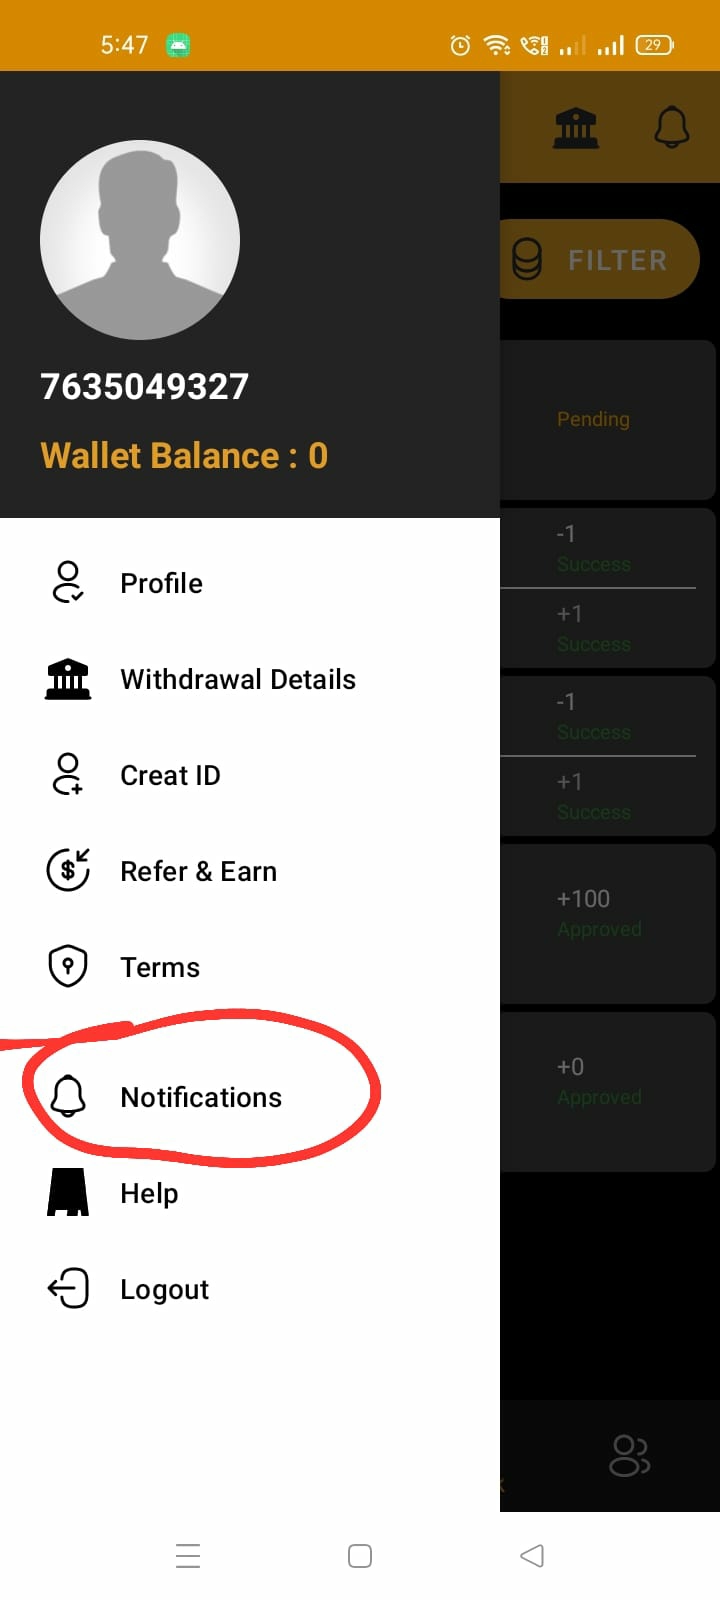 5:47
29
FILTER
7635049327
Wallet Balance : 0
Pending
-1
Success
+1
Success
-1
Success
+1
Success
+100
Approved
+0
Approved
Profile
Withdrawal Details
Creat ID
Refer & Earn
Terms
Notifications
Help
Logout